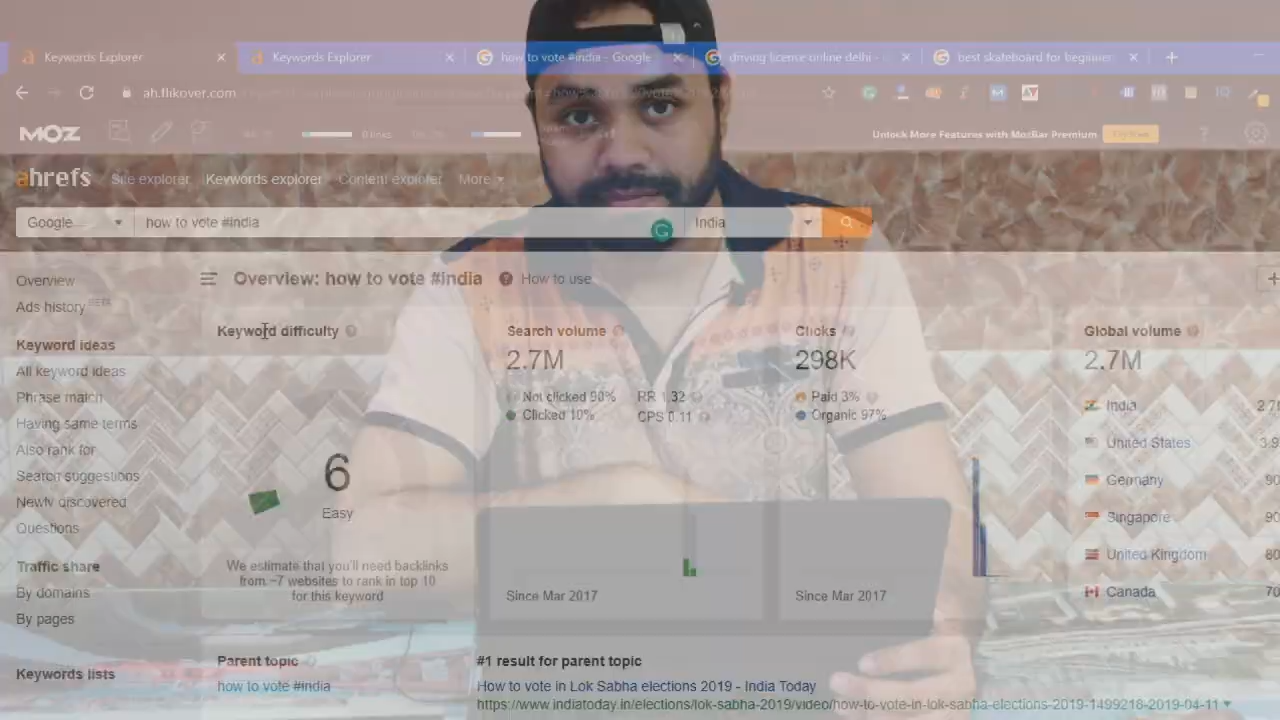 Keywords Explorer
Keywords Explorer
how to vote #india - Google
driving licence online delhi -
best skateboard for beginner
ah.flikover.com
MOZ
0 links
Unlock More Features with MozBar Premium
ahrefs
Site explorer
Keywords explorer
Content explorer
More
Google
how to vote #india
India
Overview
Ads history BETA
Keyword ideas
All keyword ideas
Phrase match
Having same terms
Also rank for
Search suggestions
Newly discovered
Questions
Traffic share
By domains
By pages
Keywords lists
Overview: how to vote #india
How to use
Keyword difficulty
6
Easy
We estimate that you'll need backlinks
from ~7 websites to rank in top 10
for this keyword
Search volume
2.7M
Not clicked 90%
RR 1.32
Clicked 10%
CPS 0.11
Since Mar 2017
Clicks
298K
Paid 3%
Organic 97%
Since Mar 2017
Global volume
2.7M
India
United States
Germany
Singapore
United Kingdom
Canada
Parent topic
how to vote #india
#1 result for parent topic
How to vote in Lok Sabha elections 2019 - India Today
https://www.indiatoday.in/elections/lok-sabha-2019/video/how-to-vote-in-lok-sabha-elections-2019-1499218-2019-04-11